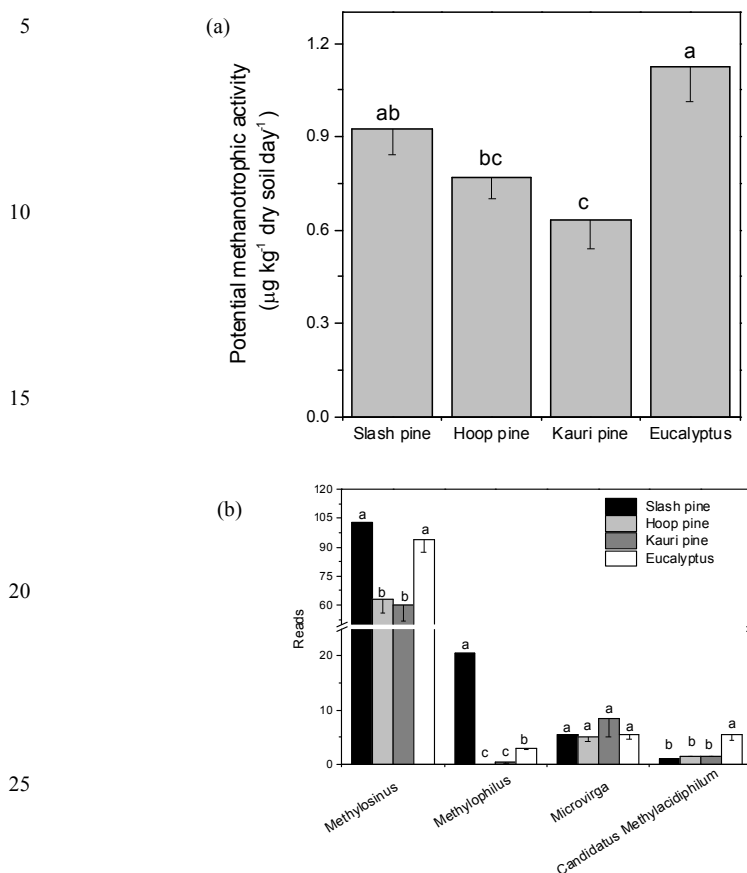 5
(a)
Potential methanotrophic activity
(μg kg⁻¹ dry soil day⁻¹)
1.2
0.9
0.6
0.3
0.0
ab
bc
c
a
Slash pine
Hoop pine
Kauri pine
Eucalyptus
10
15
(b)
Reads
120
105
90
75
60
20
10
0
Slash pine
Hoop pine
Kauri pine
Eucalyptus
a
b
b
a
a
c
c
b
a
a
a
a
b
b
b
a
Methylosinus
Methylophilus
Microvirga
Candidatus Methylacidiphilum
20
25